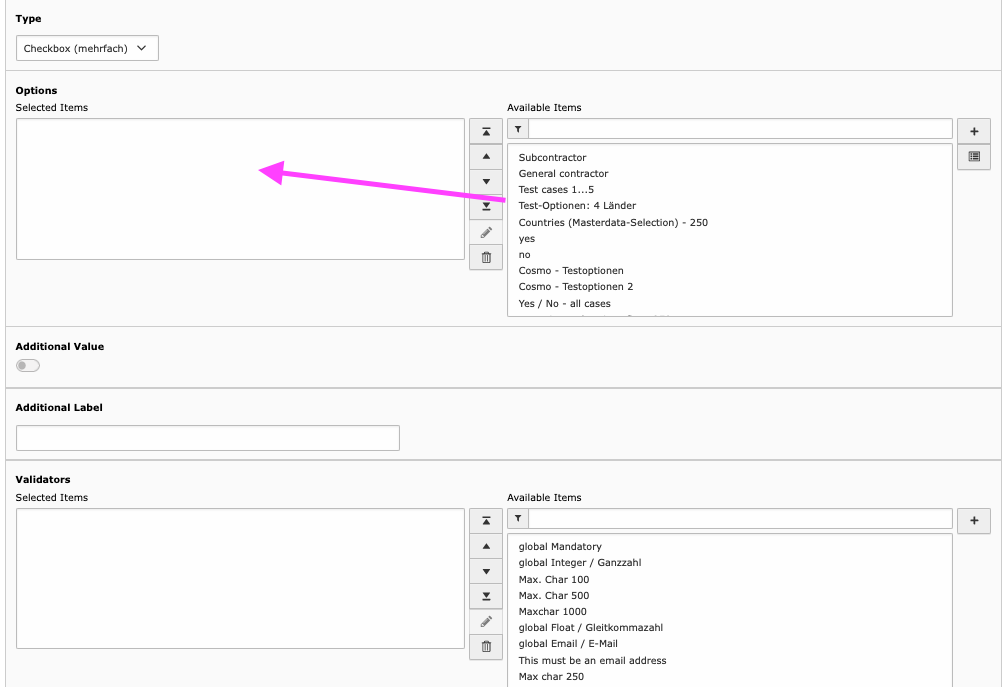 Type
Checkbox (mehrfach)
Options
Selected Items
Available Items
Subcontractor
General contractor
Test cases 1...5
Test-Optionen: 4 Länder
Countries (Masterdata-Selection) - 250
yes
no
Cosmo - Testoptionen
Cosmo - Testoptionen 2
Yes / No - all cases
Additional Value
Additional Label
Validators
Selected Items
Available Items
global Mandatory
global Integer / Ganzzahl
Max. Char 100
Max. Char 500
Maxchar 1000
global Float / Gleitkommazahl
global Email / E-Mail
This must be an email address
Max char 250